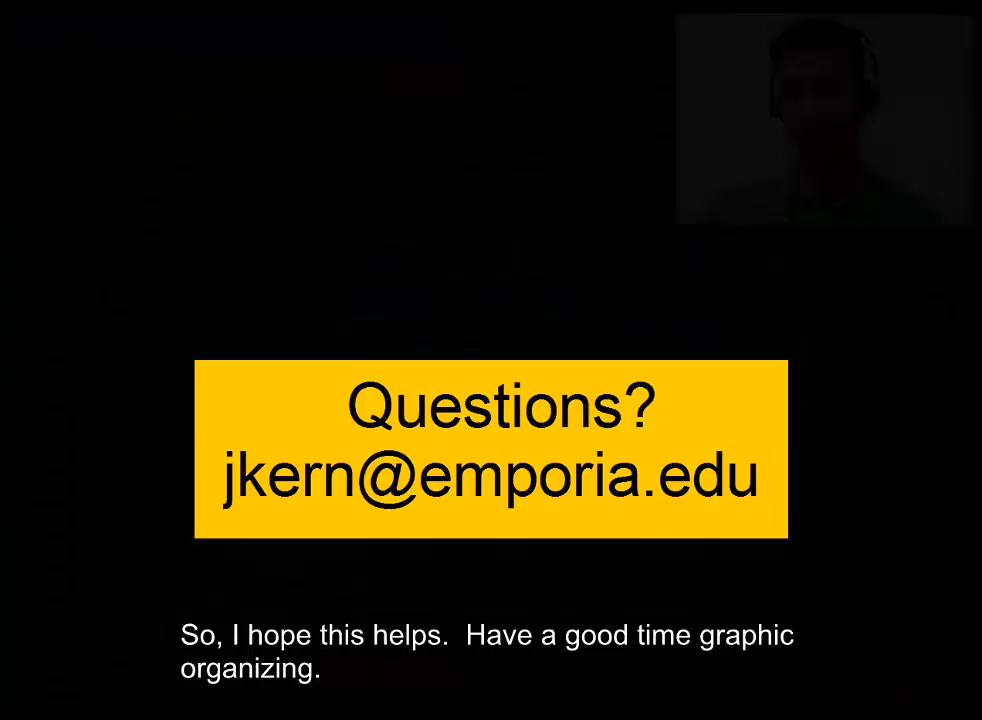 Questions?
jkern@emporia.edu
So, I hope this helps.  Have a good time graphic
organizing.